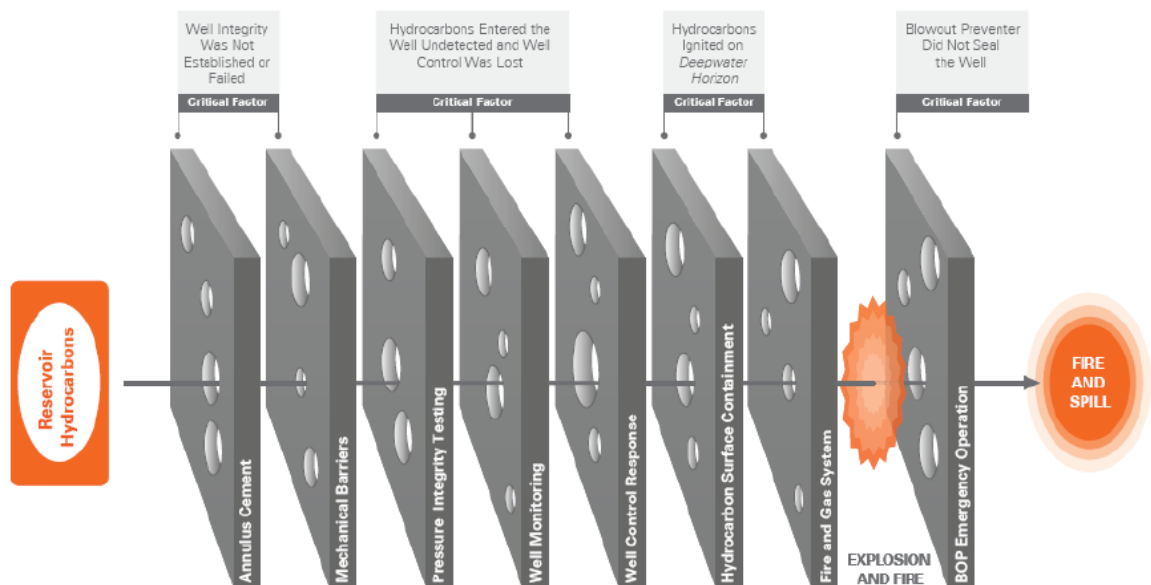 Well Integrity
Was Not
Established or
Failed
Critical Factor
Hydrocarbons Entered the
Well Undetected and Well
Control Was Lost
Critical Factor
Hydrocarbons
Ignited on
Deepwater
Horizon
Critical Factor
Blowout Preventer
Did Not Seal
the Well
Critical Factor
Reservoir
Hydrocarbons
Annulus Cement
Mechanical Barriers
Pressure Integrity Testing
Well Monitoring
Well Control Response
Hydrocarbon Surface Containment
Fire and Gas System
EXPLOSION
AND FIRE
BOP Emergency Operation
FIRE
AND
SPILL